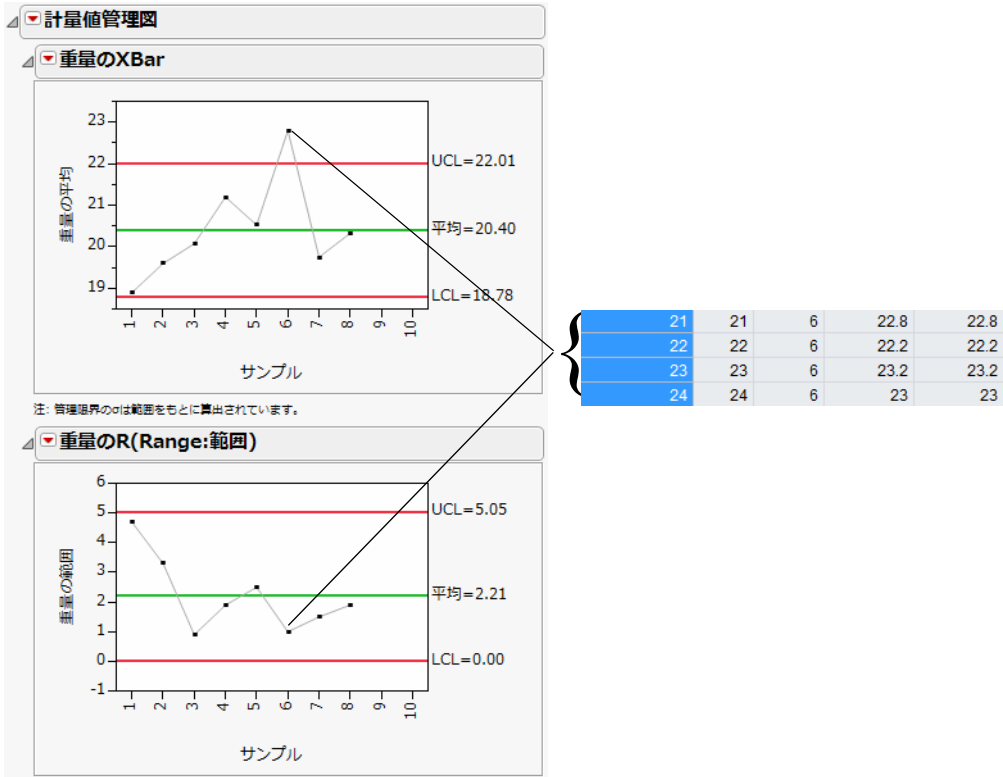 計量値管理図
重量のXBar
重量の平均
23
22
21
20
19
UCL=22.01
平均=20.40
LCL=18.78
1 2 3 4 5 6 7 8 9 10
サンプル
注: 管理限界のσは範囲をもとに算出されています。
重量のR(Range:範囲)
重量の範囲
6
5
4
3
2
1
0
-1
UCL=5.05
平均=2.21
LCL=0.00
1 2 3 4 5 6 7 8 9 10
サンプル
21 21 6 22.8 22.8
22 22 6 22.2 22.2
23 23 6 23.2 23.2
24 24 6 23 23